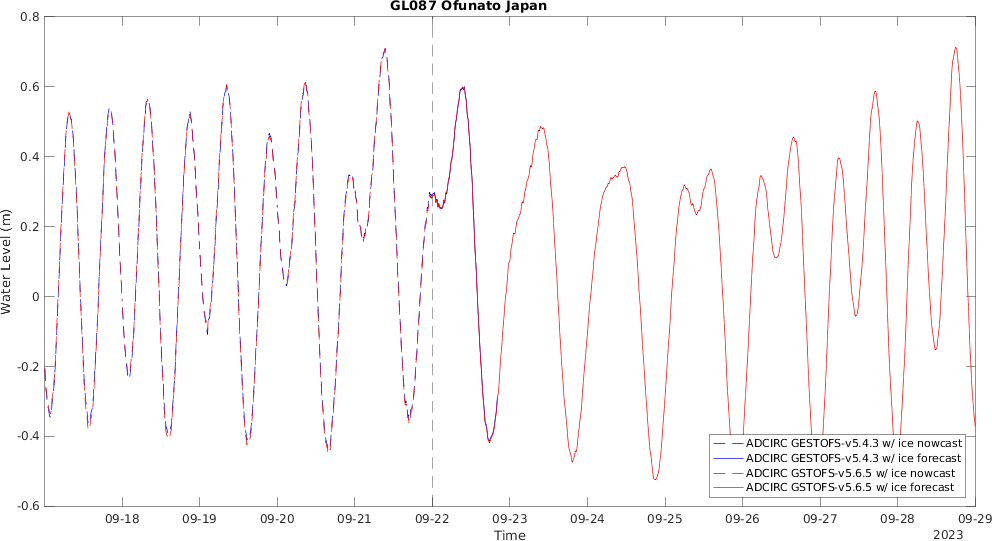 GL087 Ofunato Japan
0.8
0.6
0.4
0.2
0
-0.2
-0.4
-0.6
Water Level (m)
ADCIRC GESTOFS-v5.4.3 w/ ice nowcast
ADCIRC GESTOFS-v5.4.3 w/ ice forecast
ADCIRC GSTOFS-v5.6.5 w/ ice nowcast
ADCIRC GSTOFS-v5.6.5 w/ ice forecast
09-18 09-19 09-20 09-21 09-22 09-23 09-24 09-25 09-26 09-27 09-28 09-29
Time
2023